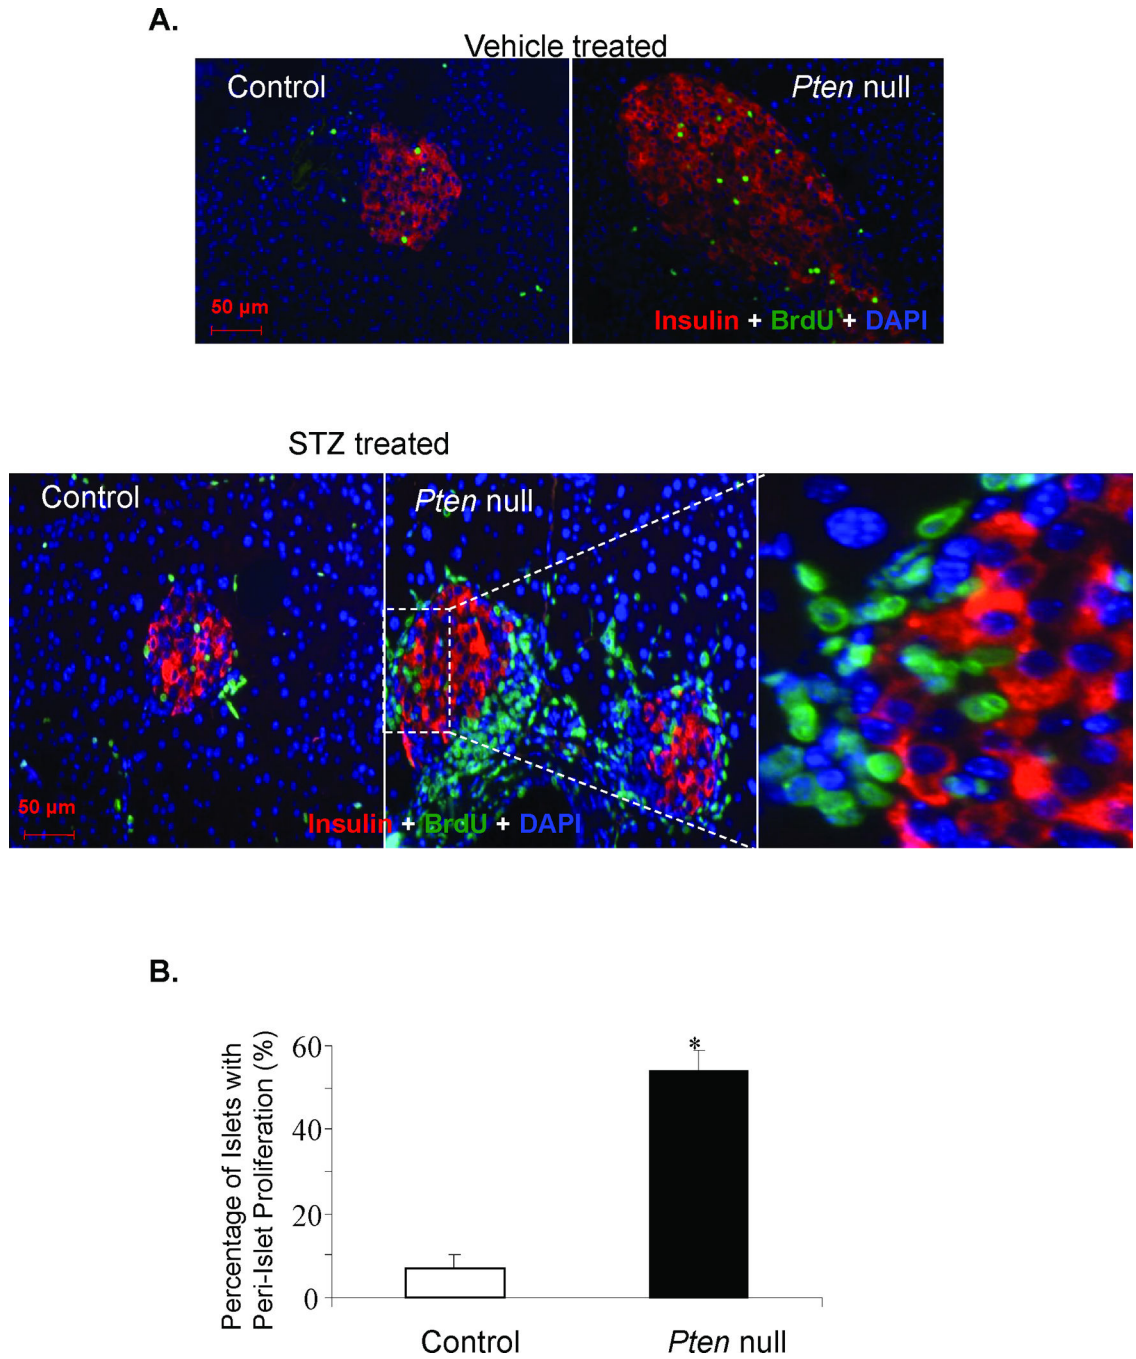 A.
Vehicle treated
Control
Pten null
50 µm
Insulin + BrdU + DAPI
STZ treated
Control
Pten null
50 µm
Insulin + BrdU + DAPI
B.
Percentage of Islets with
Peri-Islet Proliferation (%)
60
*
40
20
0
Control
Pten null